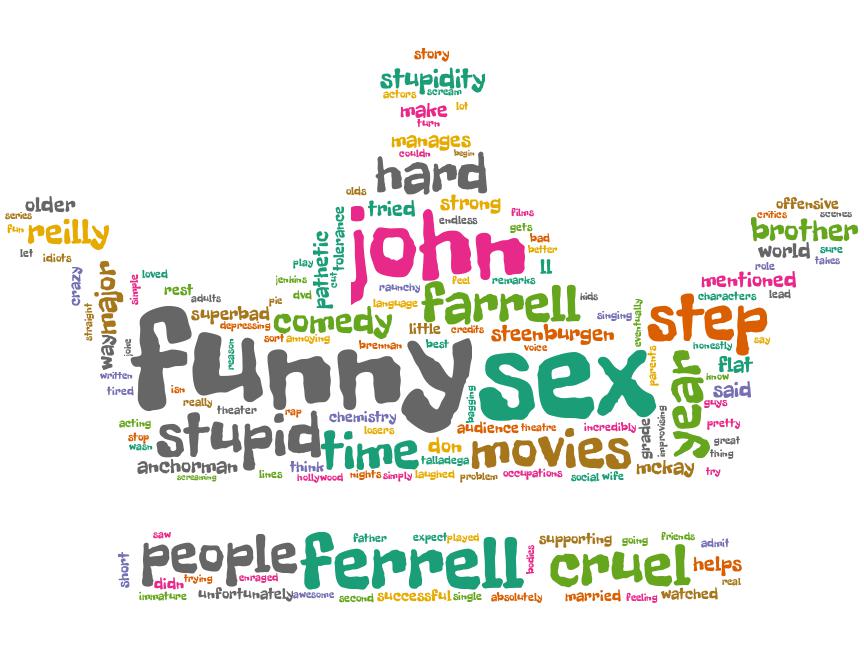 story
stupidity
actors scream
make lot
turn
manages
couldn begin
hard
olds
older
series
fun reilly
let idiots
tried strong
endless films
john
gets
bad
better
ll
offensive
critics scenes
brother
world sure
role takes
mentioned
characters lead
crazy
major
simple
loved
rest
adults
straight
way
joke
play
pathetic
cut
tolerance
jenkins
dvd
pie
raunchy feel remarks
language farrell kids
superbad
depressing comedy little credits steenburgen singing
eventually
step
say
sort annoying
brennan best voice
reason
funny sex
parents
year
honestly
know flat
said
guys
written
tired isn
really
theater rap
chemistry
losers
bagging
audience theatre incredibly
grade
improvising
pretty
great
thing
acting
stop
wasn
stupid time don movies
talladega
mckay
try
anchorman
screaming
lines think
hollywood nights simply laughed problem occupations social wife
saw
short
people ferrell cruel helps
father expect played
bodies
supporting going friends admit
didn trying enraged
real
immature unfortunately awesome second successful single absolutely married feeling watched